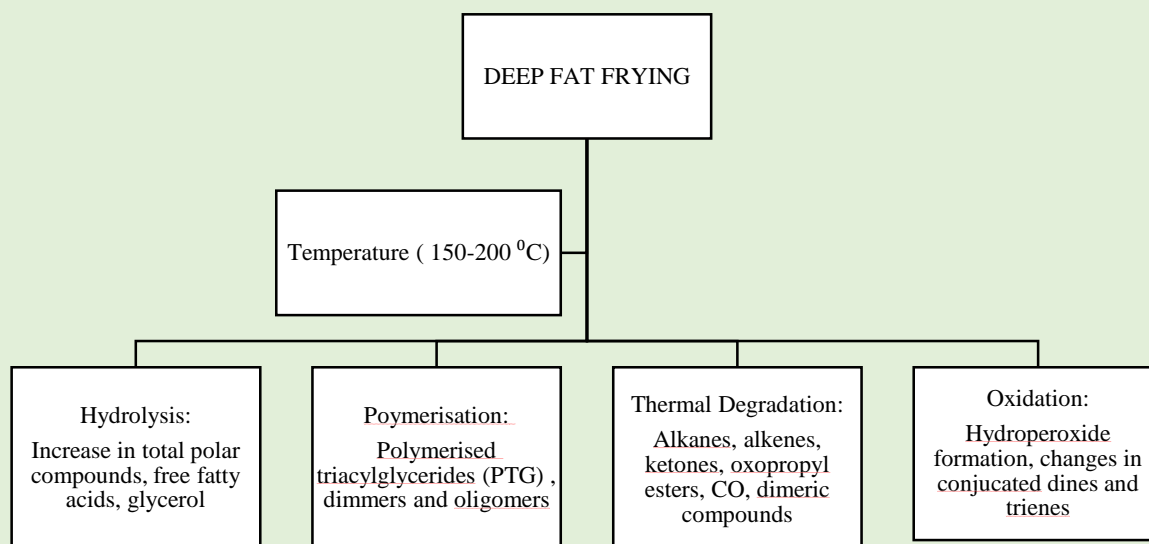 DEEP FAT FRYING
Temperature ( 150-200 ⁰C)
Hydrolysis:
Increase in total polar
compounds, free fatty
acids, glycerol
Poymerisation:
Polymerised
triacylglycerides (PTG) ,
dimmers and oligomers
Thermal Degradation:
Alkanes, alkenes,
ketones, oxopropyl
esters, CO, dimeric
compounds
Oxidation:
Hydroperoxide
formation, changes in
conjucated dines and
trienes